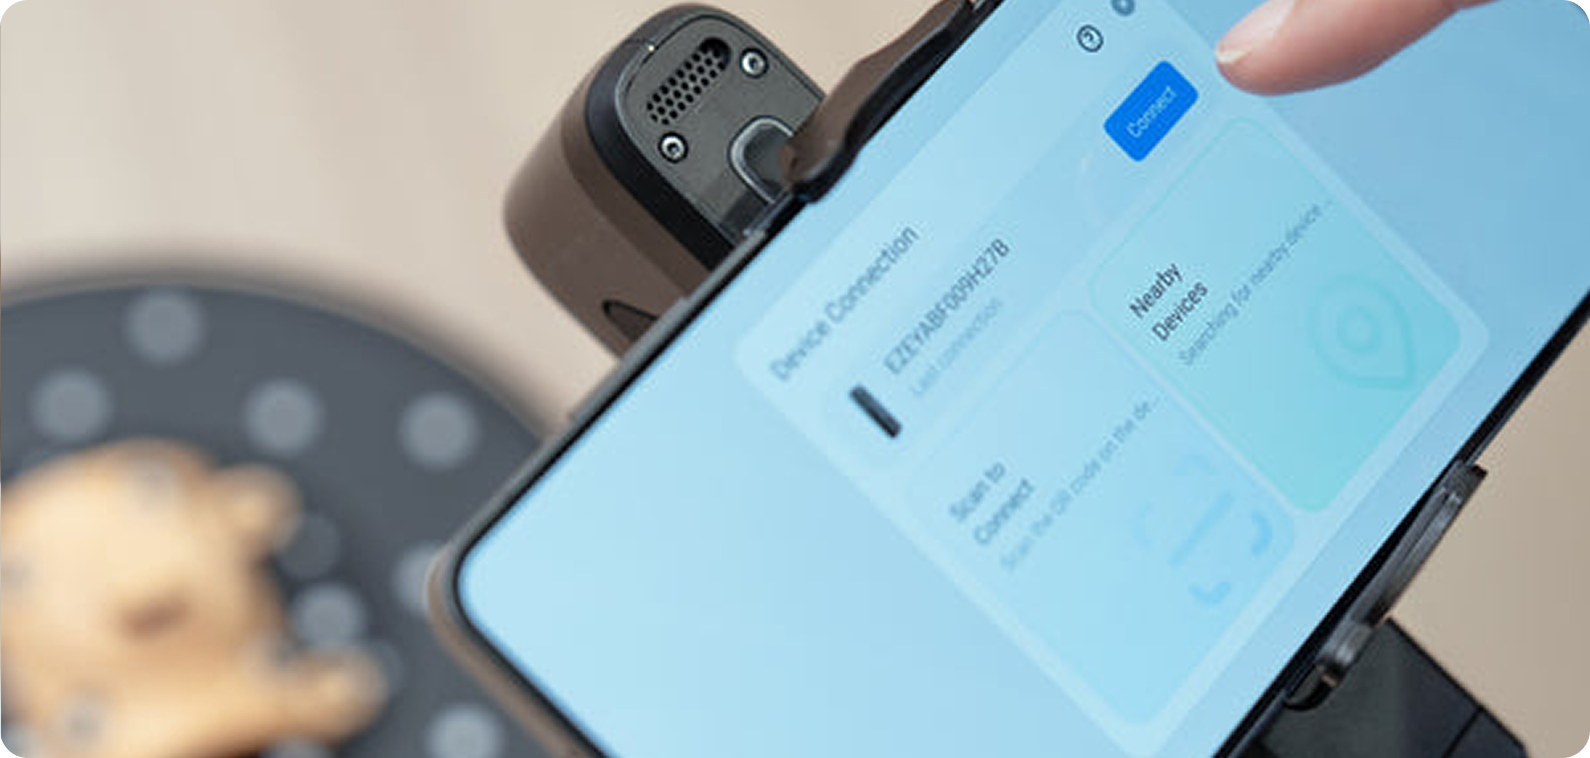 Connect
Device Connection
EZEYABF009H27B
Last connection
Nearby
Devices
Searching for nearby device...
Scan to
Connect
Scan the QR code on the de...